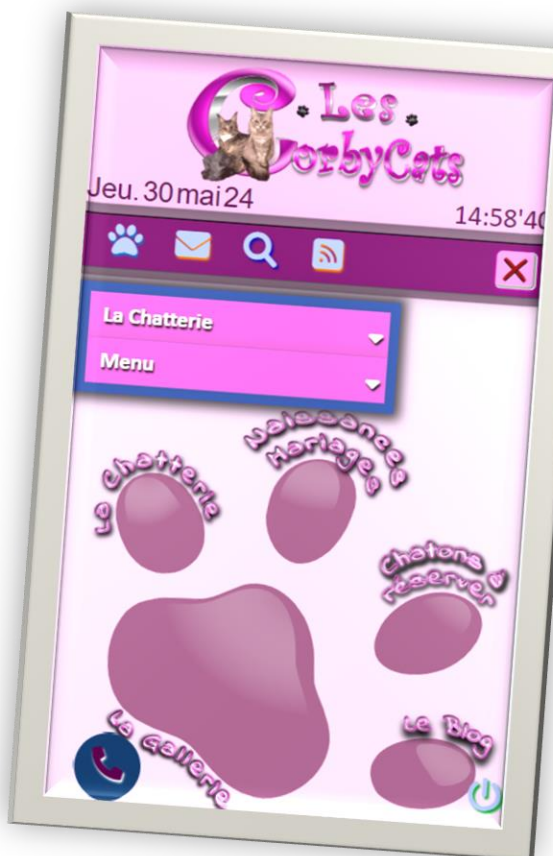 Les
CorbyCats
Jeu. 30 mai 24
14:58'40
La Chatterie
Menu
Naissances
Mariages
La Chatterie
Chatons à
réserver
La Gallerie
Le Blog